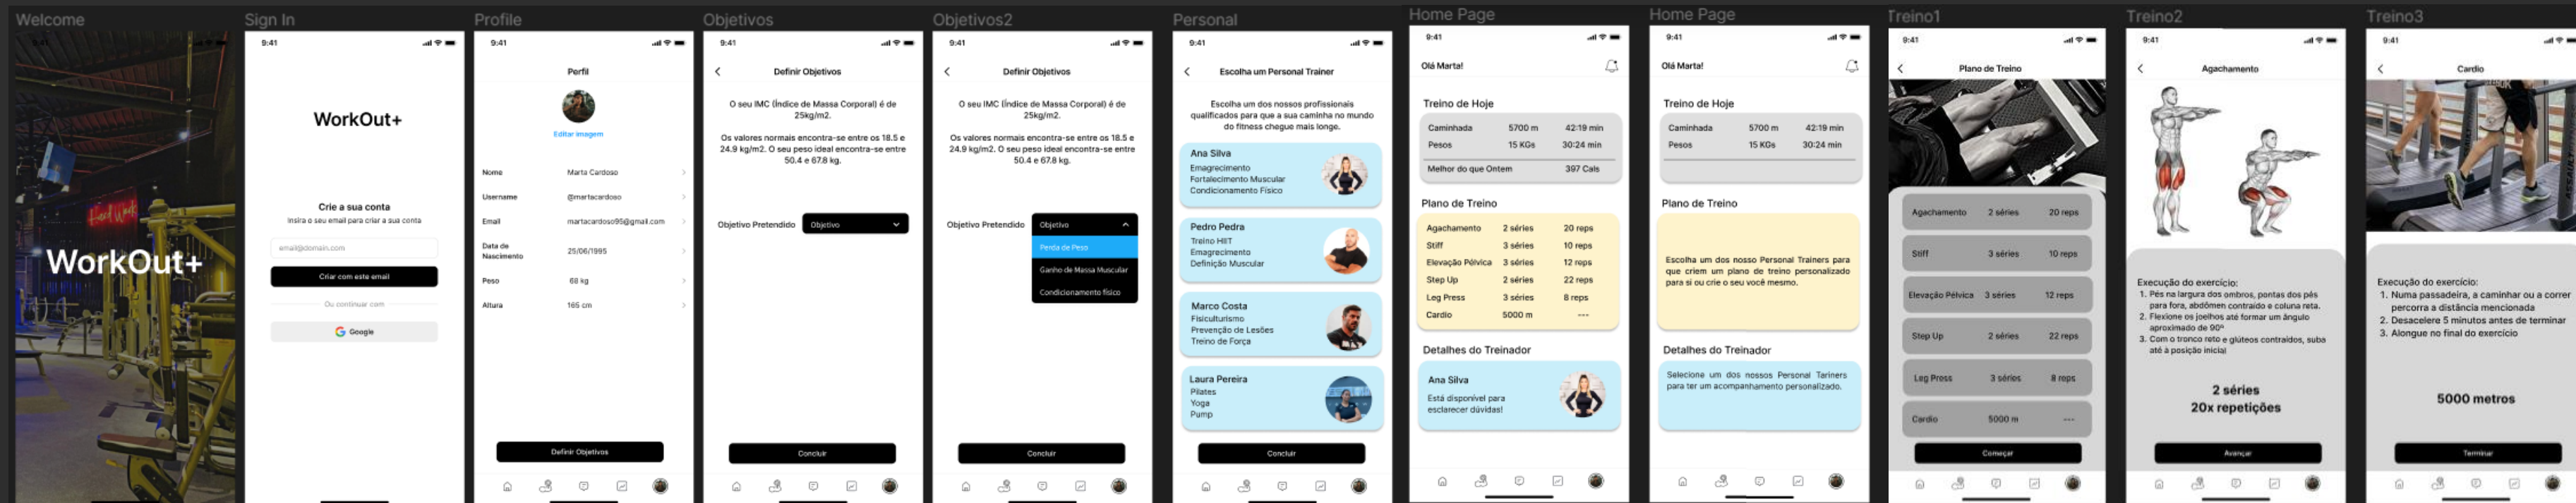 Welcome
WorkOut+
Sign In
9:41
WorkOut+
Crie a sua conta
Insira o seu email para criar a sua conta
email@domain.com
Criar com este email
Ou continuar com
Google
Profile
9:41
Perfil
Editar imagem
Nome Marta Cardoso
Username @martacardoso
Email martacardoso95@gmail.com
Data de
Nascimento 25/06/1995
Peso 68 kg
Altura 165 cm
Definir Objetivos
Objetivos
9:41
Definir Objetivos
O seu IMC (Índice de Massa Corporal) é de
25kg/m2.
Os valores normais encontra-se entre os 18.5 e
24.9 kg/m2. O seu peso ideal encontra-se entre
50.4 e 67.8 kg.
Objetivo Pretendido Objetivo
Concluir
Objetivos2
9:41
Definir Objetivos
O seu IMC (Índice de Massa Corporal) é de
25kg/m2.
Os valores normais encontra-se entre os 18.5 e
24.9 kg/m2. O seu peso ideal encontra-se entre
50.4 e 67.8 kg.
Objetivo Pretendido Objetivo
Perda de Peso
Ganho de Massa Muscular
Condicionamento físico
Concluir
Personal
9:41
Escolha um Personal Trainer
Escolha um dos nossos profissionais
qualificados para que a sua caminha no mundo
do fitness chegue mais longe.
Ana Silva
Emagrecimento
Fortalecimento Muscular
Condicionamento Físico
Pedro Pedra
Treino HIIT
Emagrecimento
Definição Muscular
Marco Costa
Fisiculturismo
Prevenção de Lesões
Treino de Força
Laura Pereira
Pilates
Yoga
Pump
Concluir
Home Page
9:41
Olá Marta!
Treino de Hoje
Caminhada 5700 m 42:19 min
Pesos 15 KGs 30:24 min
Melhor do que Ontem 397 Cals
Plano de Treino
Agachamento 2 séries 20 reps
Stiff 3 séries 10 reps
Elevação Pélvica 3 séries 12 reps
Step Up 2 séries 22 reps
Leg Press 3 séries 8 reps
Cardio 5000 m ---
Detalhes do Treinador
Ana Silva
Está disponível para
esclarecer dúvidas!
Home Page
9:41
Olá Marta!
Treino de Hoje
Caminhada 5700 m 42:19 min
Pesos 15 KGs 30:24 min
Plano de Treino
Escolha um dos nosso Personal Trainers para
que criem um plano de treino personalizado
para si ou crie o seu você mesmo.
Detalhes do Treinador
Selecione um dos nossos Personal Tariners
para ter um acompanhamento personalizado.
Treino1
9:41
Plano de Treino
Agachamento 2 séries 20 reps
Stiff 3 séries 10 reps
Elevação Pélvica 3 séries 12 reps
Step Up 2 séries 22 reps
Leg Press 3 séries 8 reps
Cardio 5000 m ---
Começar
Treino2
9:41
Agachamento
Execução do exercício:
1. Pés na largura dos ombros, pontas dos pés
para fora, abdômen contraído e coluna reta.
2. Flexione os joelhos até formar um ângulo
aproximado de 90º
3. Com o tronco reto e glúteos contraídos, suba
até à posição inicial
2 séries
20x repetições
Avançar
Treino3
9:41
Cardio
Execução do exercício:
1. Numa passadeira, a caminhar ou a correr
percorra a distância mencionada
2. Desacelere 5 minutos antes de terminar
3. Alongue no final do exercício
5000 metros
Terminar